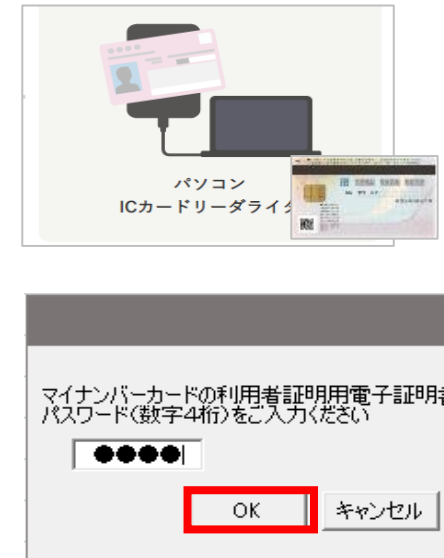 パソコン
ICカードリーダライタ
マイナンバーカードの利用者証明用電子証明書
パスワード(数字4桁)をご入力ください
●●●●
OK
キャンセル